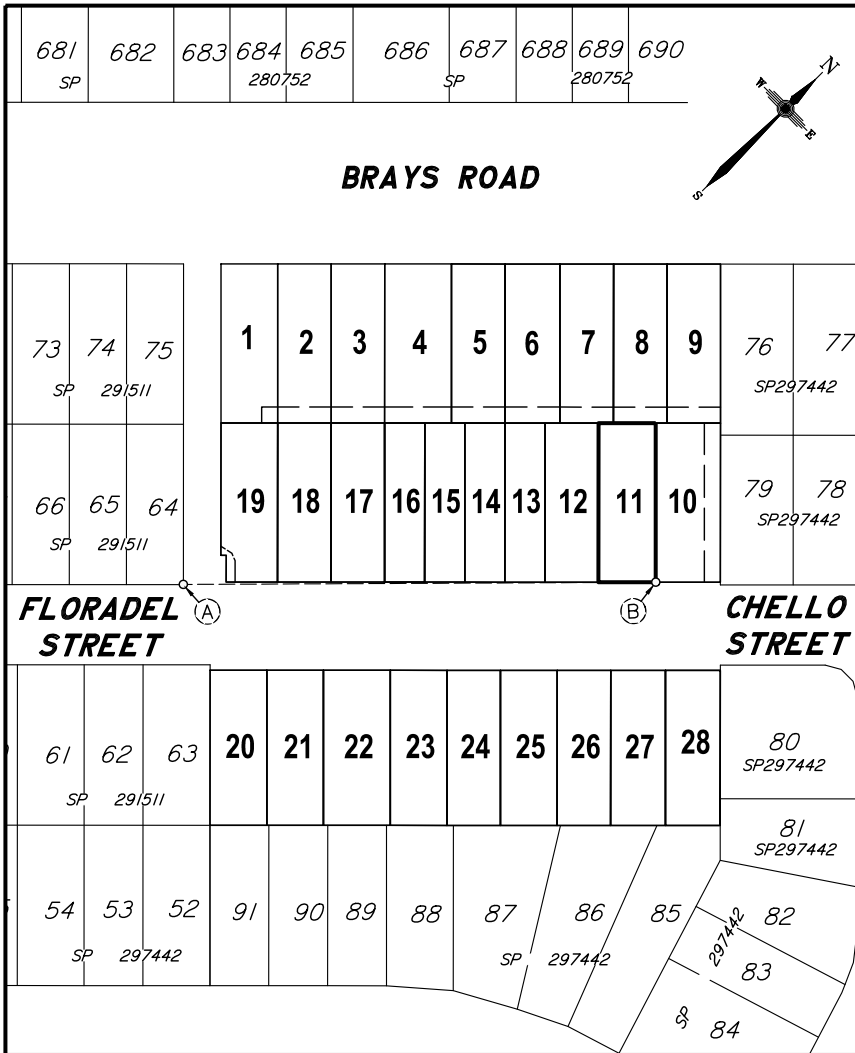 681 682 683 684 685 686 687 688 689 690
SP 280752 SP 280752
N
W
E
S
BRAYS ROAD
1 2 3 4 5 6 7 8 9
73 74 75
SP 291511
76 77
SP297442
19 18 17 16 15 14 13 12 11 10
66 65 64
SP 291511
79 78
SP297442
A
B
FLORADEL
STREET
CHELLO
STREET
20 21 22 23 24 25 26 27 28
61 62 63
SP 291511
80
SP297442
81
SP297442
54 53 52 91 90 89 88 87 86 85
SP 297442
SP 297442
82
83
84
SP 297442